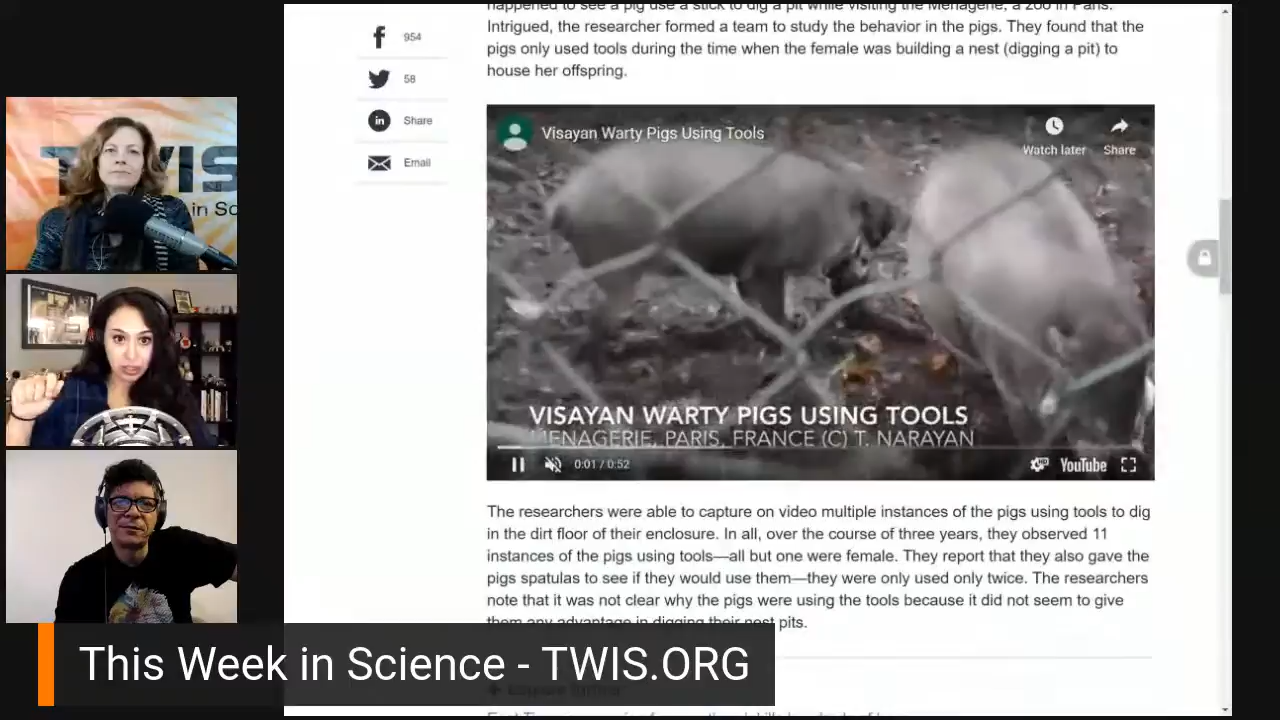 happened to see a pig use a stick to dig a pit while visiting the Menagerie, a zoo in Paris.
Intrigued, the researcher formed a team to study the behavior in the pigs. They found that the
pigs only used tools during the time when the female was building a nest (digging a pit) to
house her offspring.
954
58
Share
Email
TWIS
in Sc
Visayan Warty Pigs Using Tools
Watch later
Share
VISAYAN WARTY PIGS USING TOOLS
MENAGERIE, PARIS, FRANCE (C) T. NARAYAN
0:01 / 0:52
YouTube
The researchers were able to capture on video multiple instances of the pigs using tools to dig
in the dirt floor of their enclosure. In all, over the course of three years, they observed 11
instances of the pigs using tools—all but one were female. They report that they also gave the
pigs spatulas to see if they would use them—they were only used only twice. The researchers
note that it was not clear why the pigs were using the tools because it did not seem to give
them any advantage in digging their nest pits.
This Week in Science - TWIS.ORG